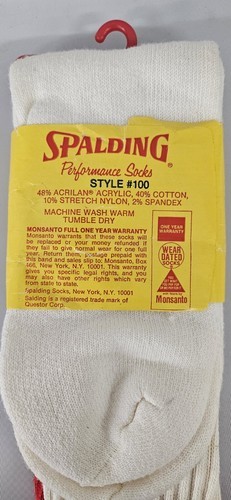 SPALDING
Performance Socks
STYLE #100
48% ACRILAN® ACRYLIC, 40% COTTON,
10% STRETCH NYLON, 2% SPANDEX
MACHINE WASH WARM
TUMBLE DRY
MONSANTO FULL ONE YEAR WARRANTY
Monsanto warrants that these socks will
be replaced or your money refunded if
they fail to give normal wear for one full
year. Return them, postage prepaid with
this band and sales slip to: Monsanto, Box
466, New York, N.Y. 10001. This warranty
gives you specific legal rights, and you
may also have other rights which vary
from state to state.
Spalding Socks, New York, N.Y. 10001
Salding is a registered trade mark of
Questor Corp.
ONE YEAR
WARRANTY
WEAR
DATED
SOCKS
Monsanto